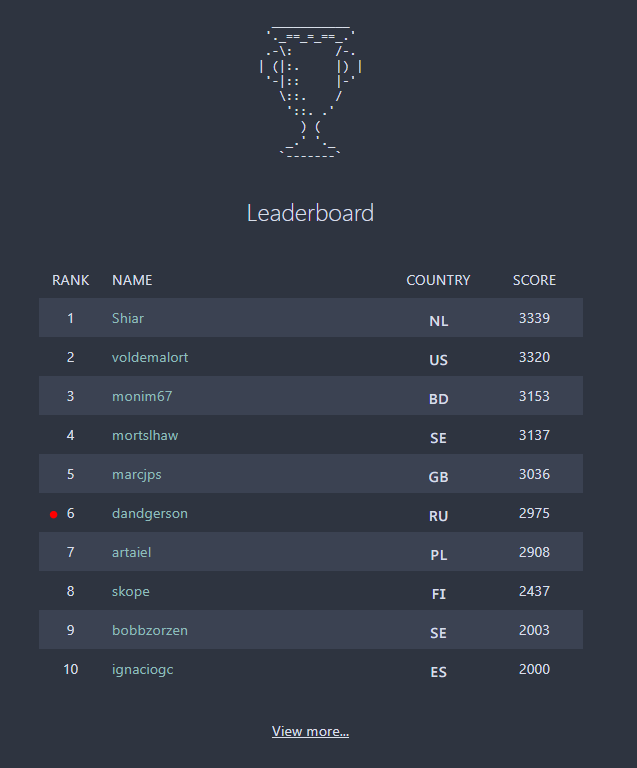 Leaderboard
RANK NAME COUNTRY SCORE
1 Shiar NL 3339
2 voldemalort US 3320
3 monim67 BD 3153
4 mortslhaw SE 3137
5 marcjps GB 3036
6 dandgerson RU 2975
7 artaiel PL 2908
8 skope FI 2437
9 bobbzorzen SE 2003
10 ignaciogc ES 2000
View more...